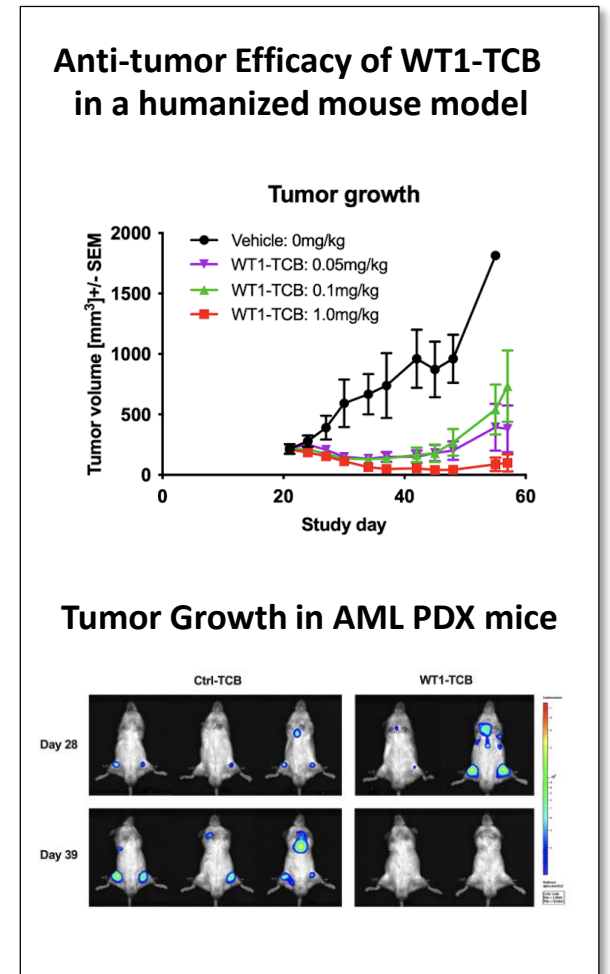 Anti-tumor Efficacy of WT1-TCB
in a humanized mouse model
Tumor growth
Tumor volume [mm³]+/- SEM
2000
1500
1000
500
0
Vehicle: 0mg/kg
WT1-TCB: 0.05mg/kg
WT1-TCB: 0.1mg/kg
WT1-TCB: 1.0mg/kg
0
20
40
60
Study day
Tumor Growth in AML PDX mice
Ctrl-TCB
WT1-TCB
Day 28
Day 39